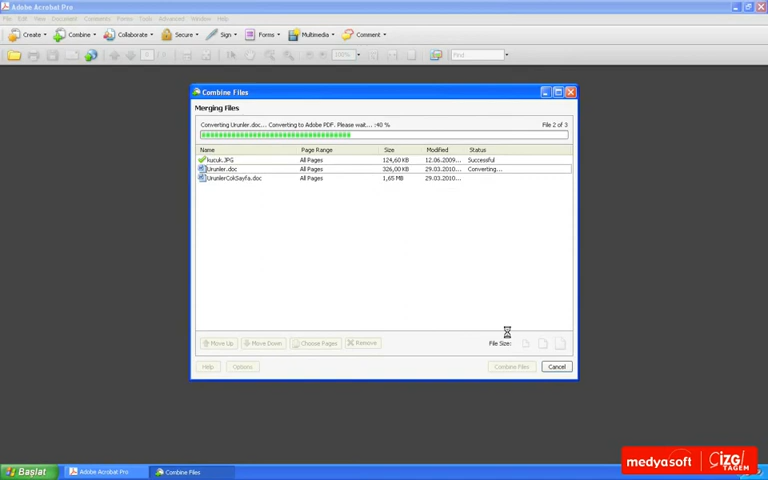 Adobe Acrobat Pro
File Edit View Document Comments Forms Tools Advanced Window Help
Create Combine Collaborate Secure Sign Forms Multimedia Comment
100% Find
Combine Files
Merging Files
Converting Urunler.doc... Converting to Adobe PDF. Please wait... :40 % File 2 of 3
Name Page Range Size Modified Status
kucuk.JPG All Pages 124,60 KB 12.06.2009... Successful
Urunler.doc All Pages 326,00 KB 29.03.2010... Converting...
UrunlerCokSayfa.doc All Pages 1,65 MB 29.03.2010...
Move Up Move Down Choose Pages Remove File Size:
Help Options Combine Files Cancel
Başlat Adobe Acrobat Pro Combine Files
medyasoft ÇİZGİ TAGEM